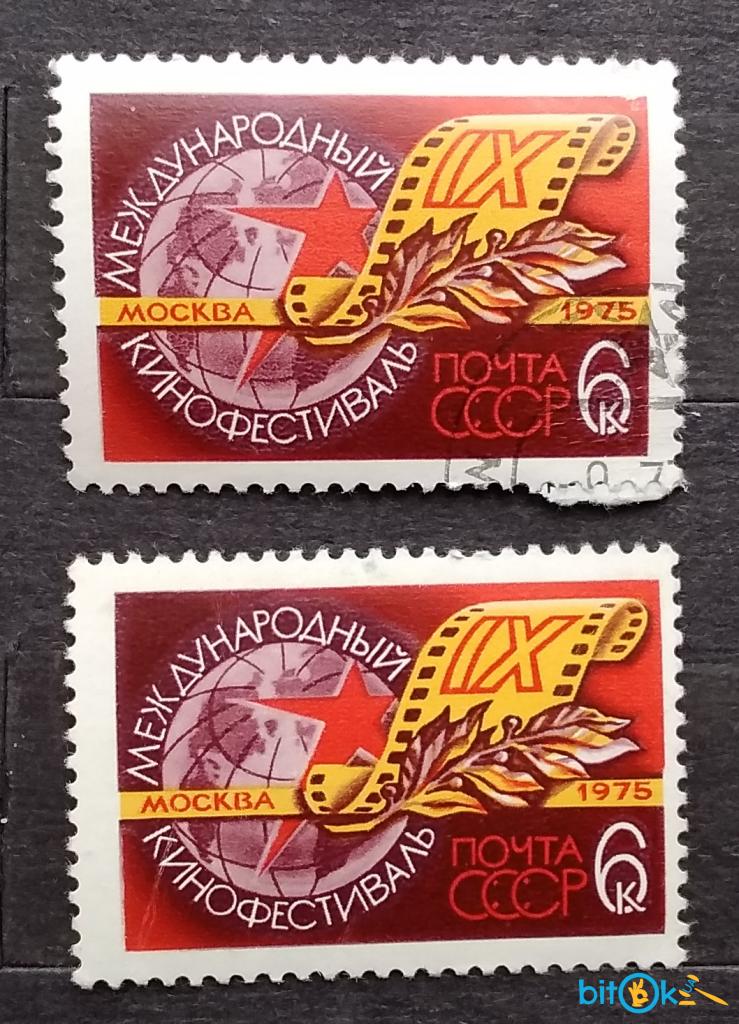 МЕЖДУНАРОДНЫЙ
IX
МОСКВА 1975
КИНОФЕСТИВАЛЬ
ПОЧТА
СССР 6К.
МЕЖДУНАРОДНЫЙ
IX
МОСКВА 1975
КИНОФЕСТИВАЛЬ
ПОЧТА
СССР 6К.
bitOk